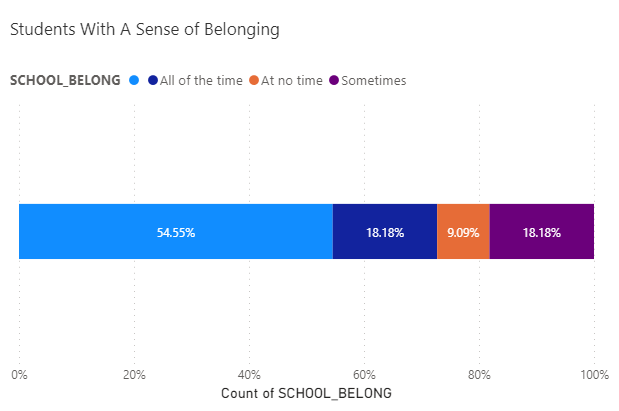 Students With A Sense of Belonging
SCHOOL_BELONG All of the time At no time Sometimes
54.55% 18.18% 9.09% 18.18%
0% 20% 40% 60% 80% 100%
Count of SCHOOL_BELONG